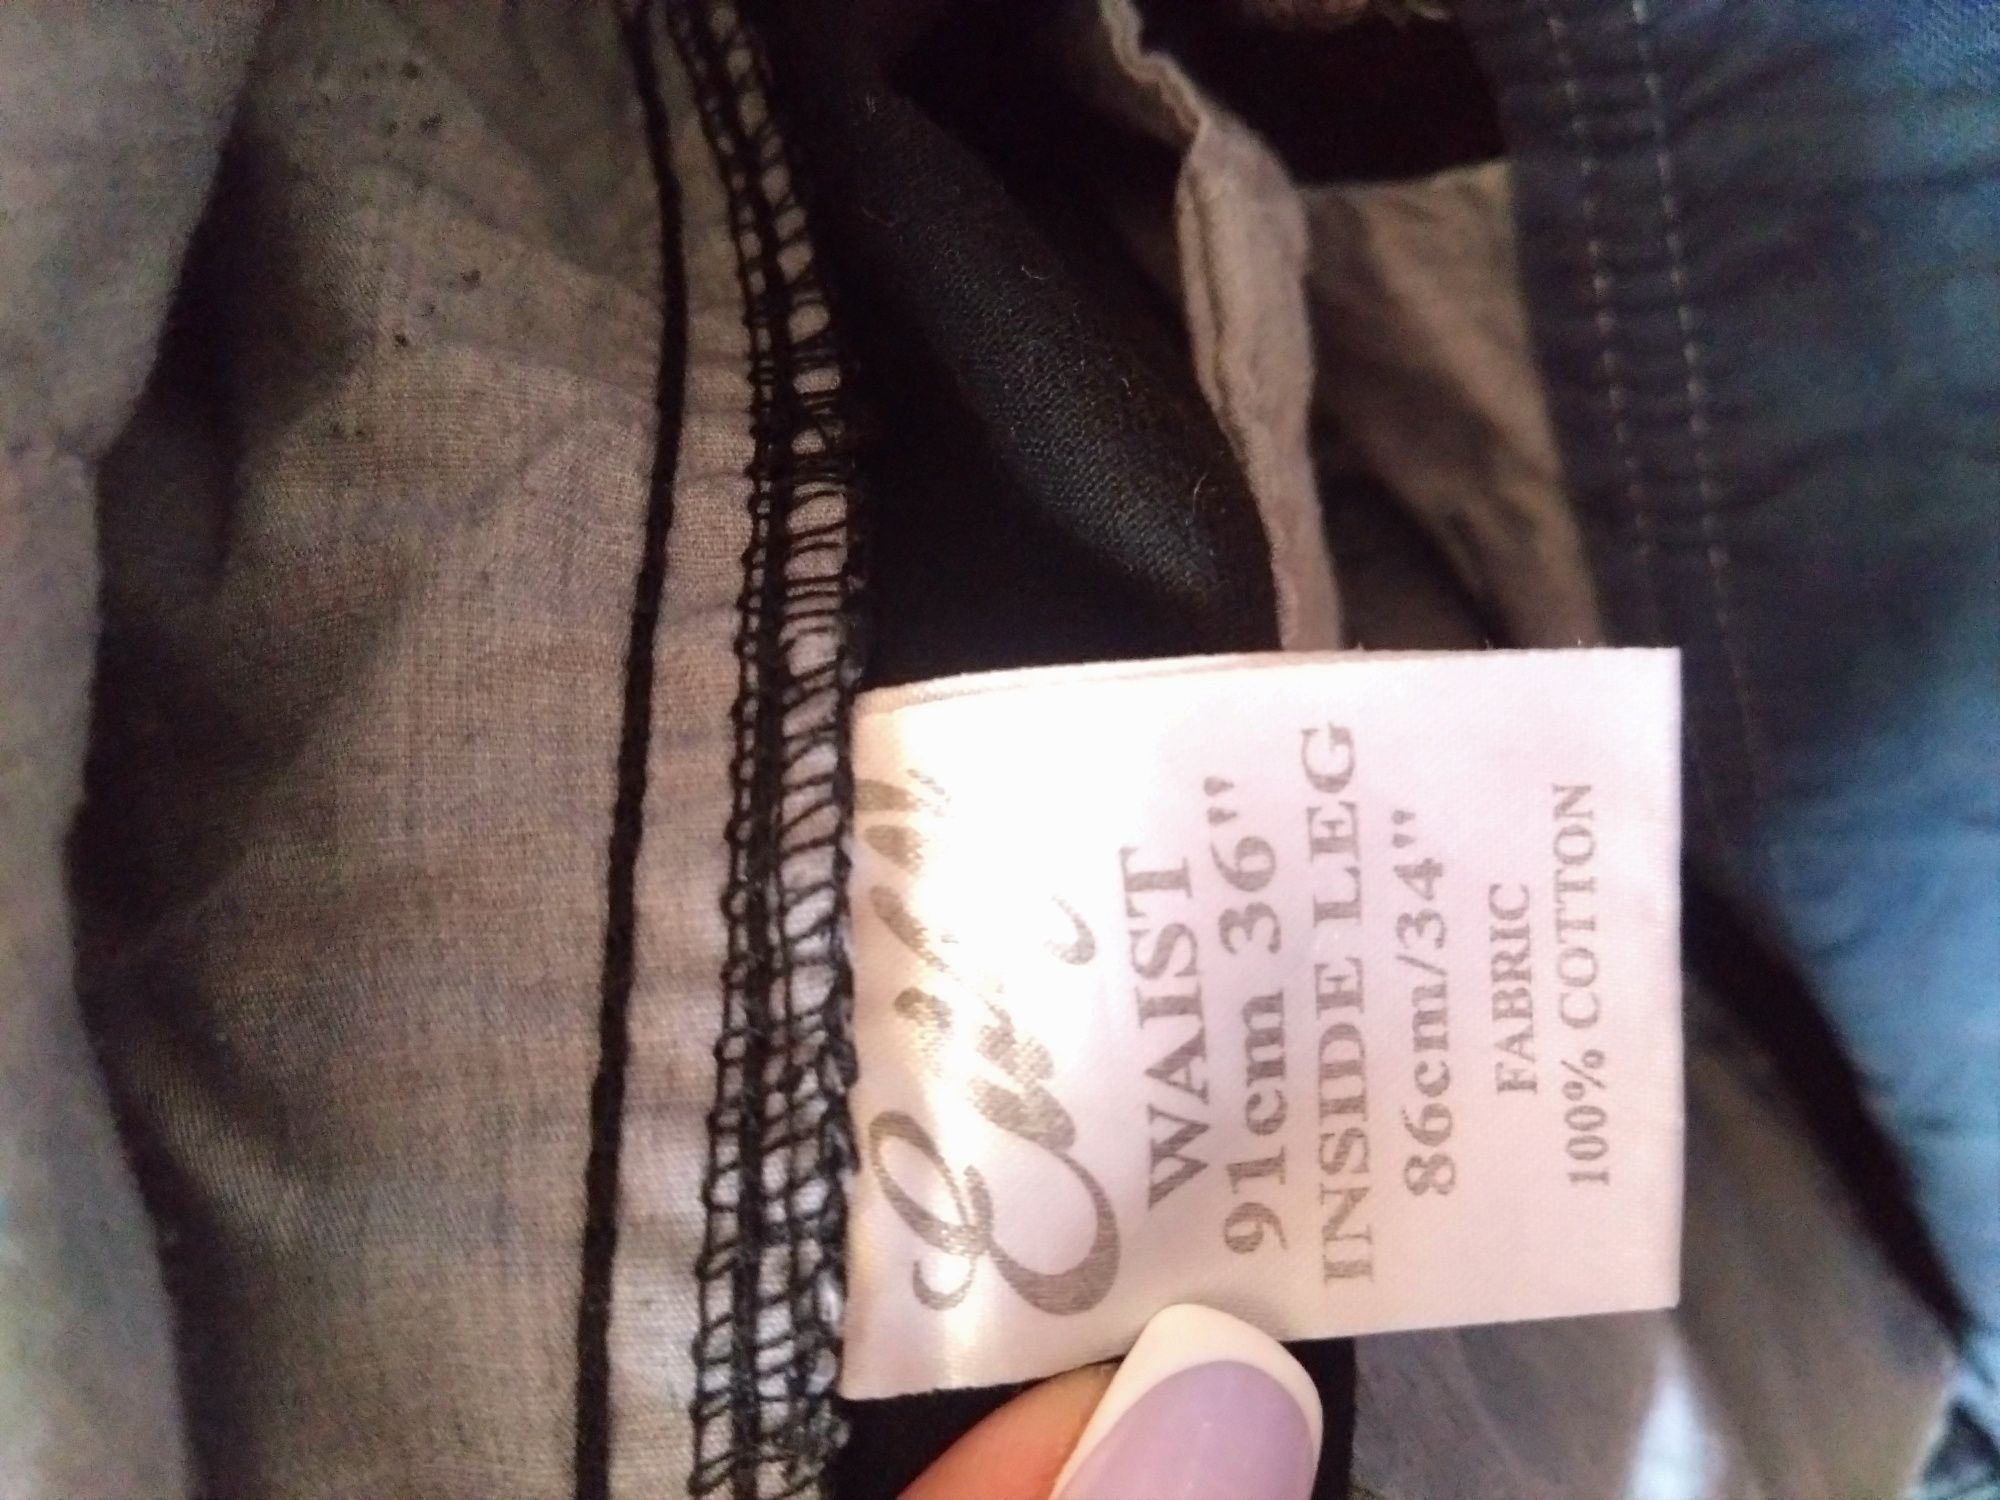 WAIST
91cm 36"
INSIDE LEG
86cm/34"
FABRIC
100% COTTON